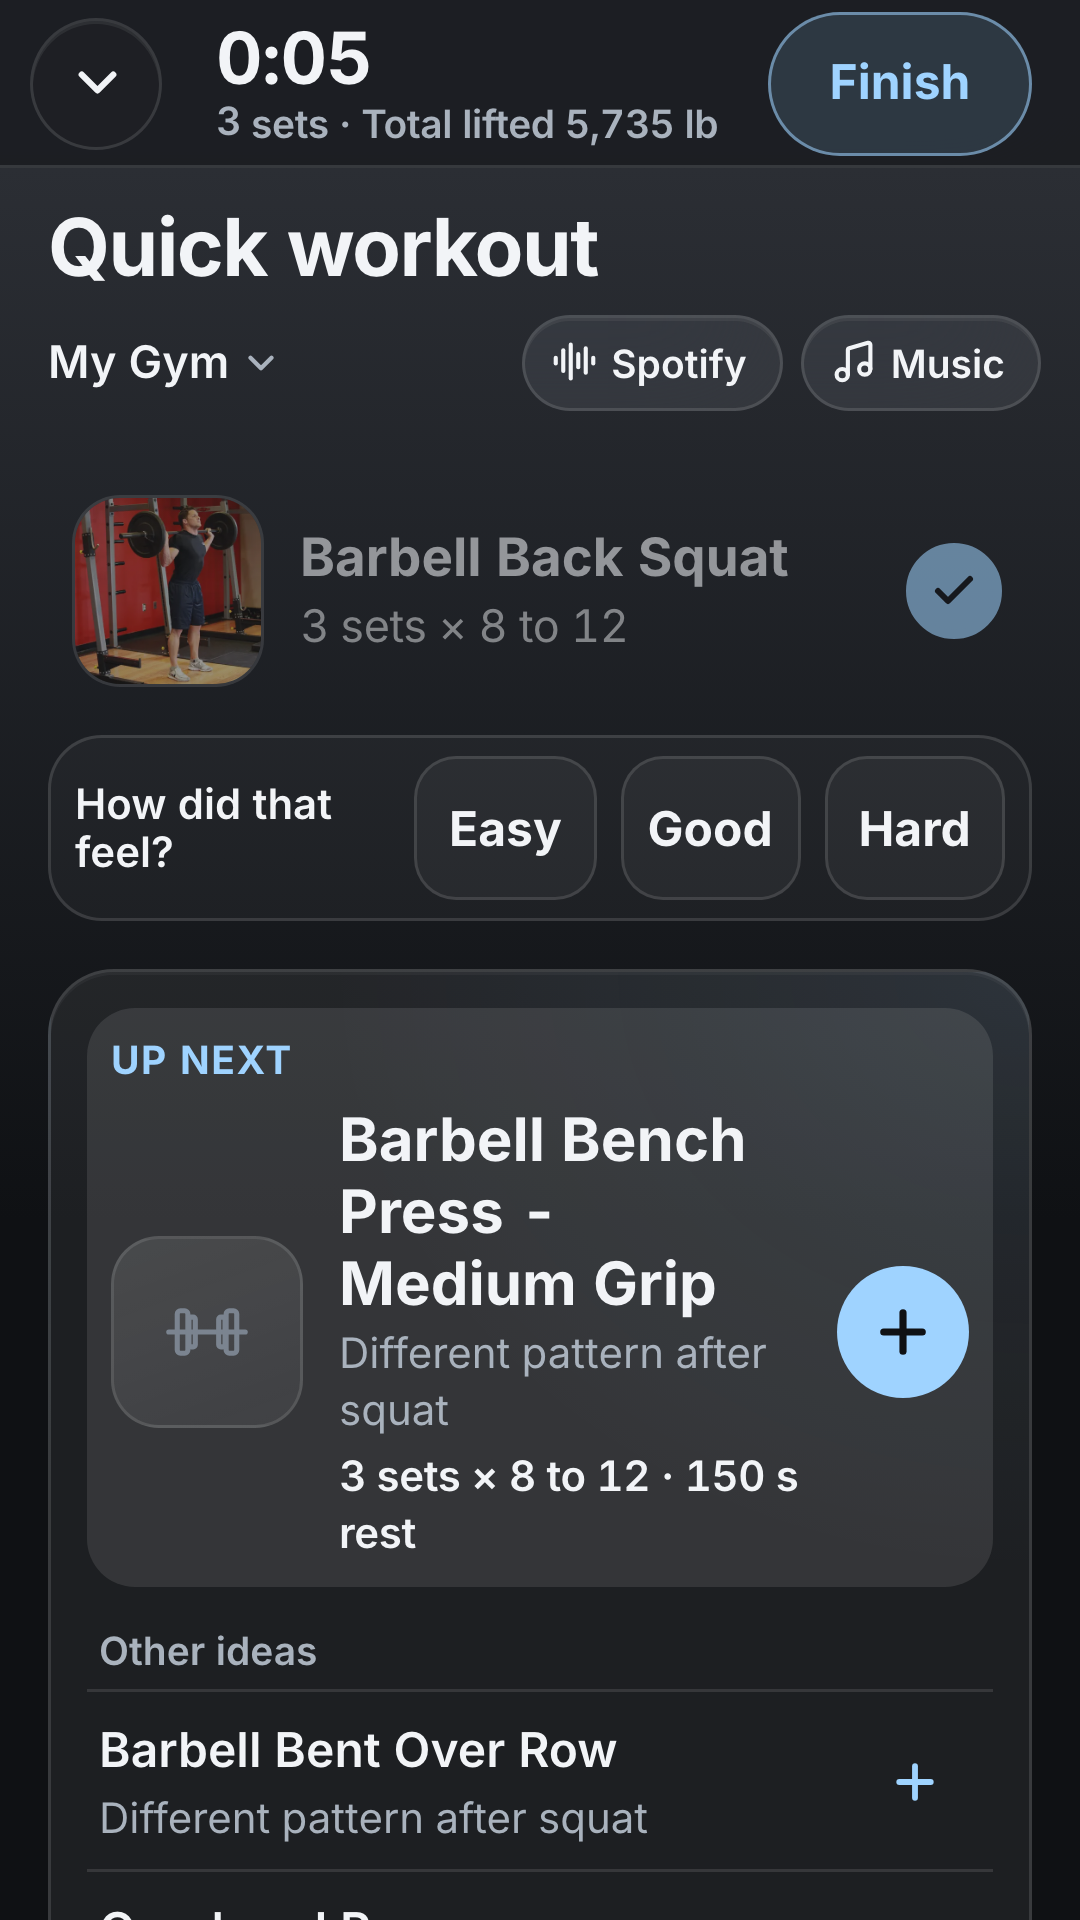 0:05
3 sets · Total lifted 5,735 lb
Finish
Quick workout
My Gym
Spotify
Music
Barbell Back Squat
3 sets × 8 to 12
How did that
feel?
Easy
Good
Hard
UP NEXT
Barbell Bench
Press -
Medium Grip
Different pattern after
squat
3 sets × 8 to 12 · 150 s
rest
Other ideas
Barbell Bent Over Row
Different pattern after squat